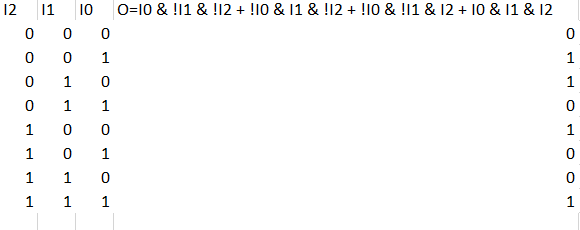 I2 I1 I0 O=I0 & !I1 & !I2 + !I0 & I1 & !I2 + !I0 & !I1 & I2 + I0 & I1 & I2
0 0 0 0
0 0 1 1
0 1 0 1
0 1 1 0
1 0 0 1
1 0 1 0
1 1 0 0
1 1 1 1